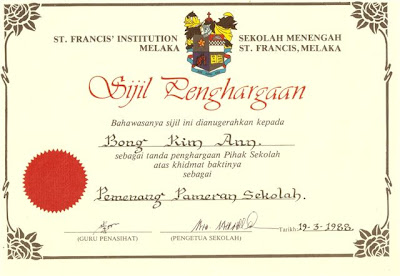 ST. FRANCIS' INSTITUTION SEKOLAH MENENGAH
MELAKA ST. FRANCIS, MELAKA
Sijil Penghargaan
Bahawasanya sijil ini dianugerahkan kepada
Bong Kim Ann.
sebagai tanda penghargaan Pihak Sekolah
atas khidmat baktinya
sebagai
Pemenang Pameran Sekolah.
Tarikh: 19-3-1988.
(GURU PENASIHAT) (PENGETUA SEKOLAH)